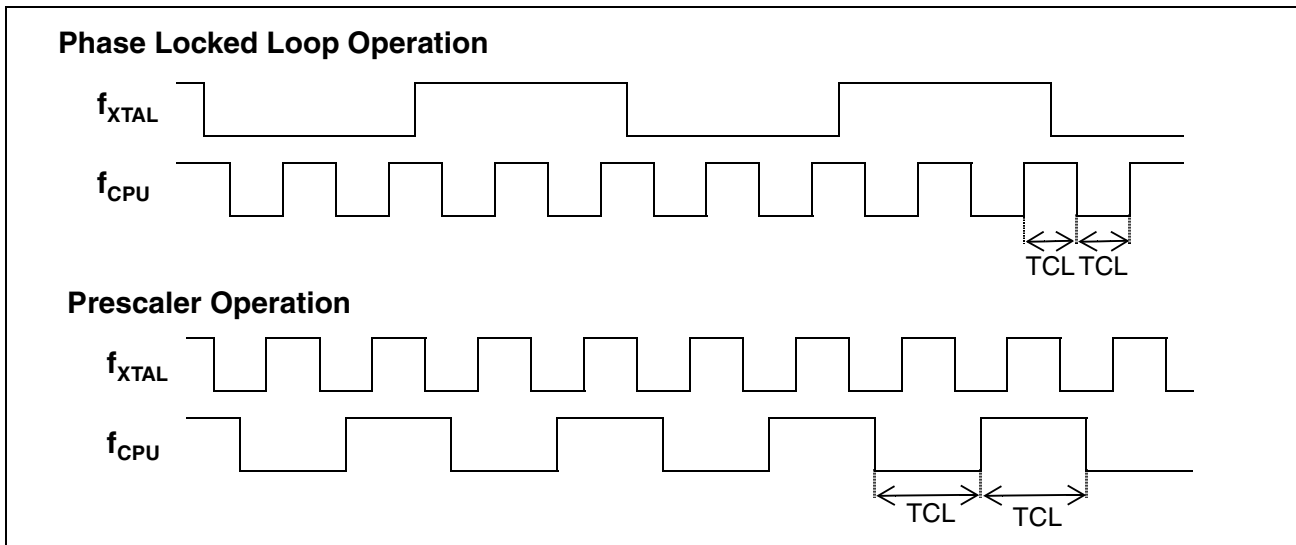 Phase Locked Loop Operation
fXTAL
fCPU
TCL TCL
Prescaler Operation
fXTAL
fCPU
TCL TCL